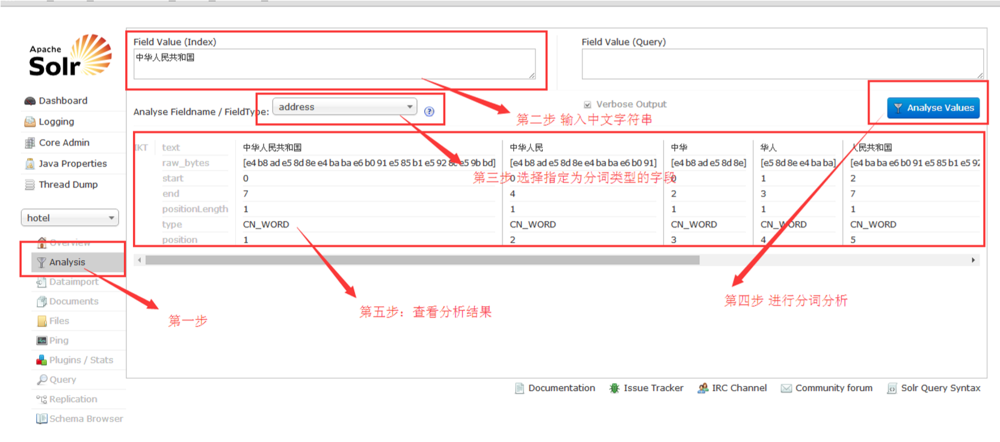 Apache
Solr
Dashboard
Logging
Core Admin
Java Properties
Thread Dump
hotel
Overview
Analysis
Dataimport
Documents
Files
Ping
Plugins / Stats
Query
Replication
Schema Browser
Field Value (Index)
中华人民共和国
Field Value (Query)
Analyse Fieldname / FieldType: address
Verbose Output
Analyse Values
第二步 输入中文字符串
IKT text 中华人民共和国 中华人民 中华 华人 人民共和国
raw_bytes [e4 b8 ad e5 8d 8e e4 ba ba e6 b0 91 e5 85 b1 e5 92 8c e5 9b bd] [e4 b8 ad e5 8d 8e e4 ba ba e6 b0 91] [e4 b8 ad e5 8d 8e] [e5 8d 8e e4 ba ba] [e4 ba ba e6 b0 91 e5 85 b1 e5 92
start 0 0 0 1 2
第三步 选择指定为分词类型的字段
end 7 4 2 3 7
positionLength 1 1 1 1 1
type CN_WORD CN_WORD CN_WORD CN_WORD CN_WORD
position 1 2 3 4 5
第四步 进行分词分析
第五步：查看分析结果
第一步
Documentation Issue Tracker IRC Channel Community forum Solr Query Syntax